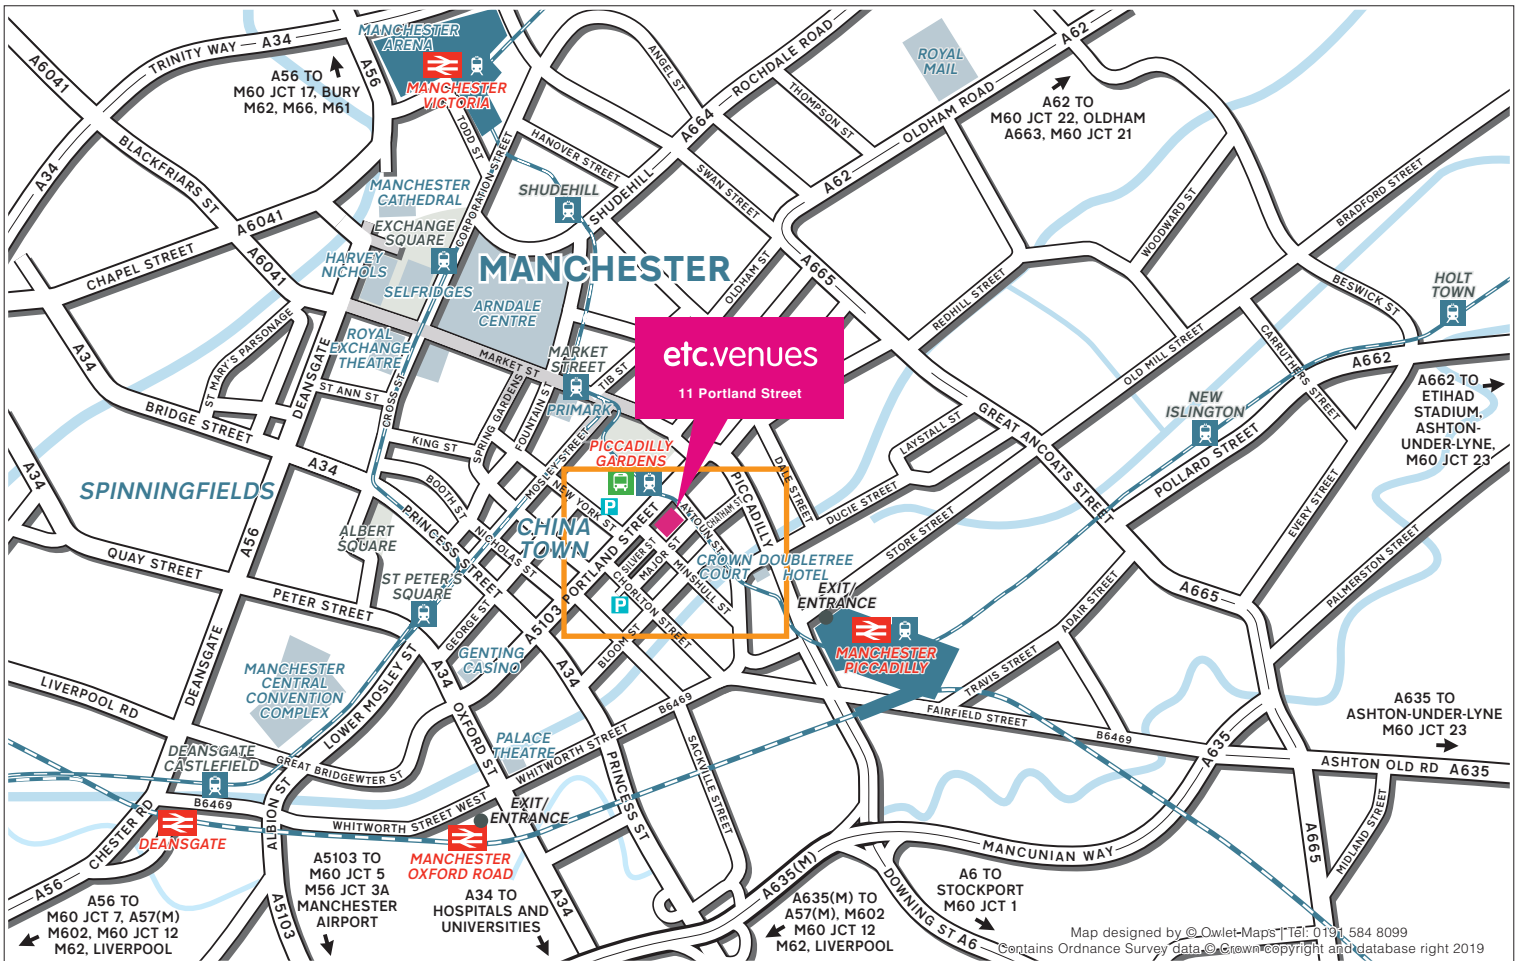 MANCHESTER
ARENA
MANCHESTER
VICTORIA
TRINITY WAY
A34
A6041
A56
A56 TO
M60 JCT 17, BURY
M62, M66, M61
A34
BLACKFRIARS ST
A6041
A6041
CHAPEL STREET
TODD ST
CORPORATION STREET
HANOVER STREET
SHUDEHILL
SHUDEHILL
MANCHESTER
CATHEDRAL
EXCHANGE
SQUARE
HARVEY
NICHOLS
SELFRIDGES
ARNDALE
CENTRE
MANCHESTER
ANGEL ST
ROCHDALE ROAD
A664
THOMPSON ST
SWAN STREET
OLDHAM ROAD
A62
A62
ROYAL
MAIL
A62 TO
M60 JCT 22, OLDHAM
A663, M60 JCT 21
WOODWARD ST
BRADFORD STREET
BESWICK ST
HOLT
TOWN
A665
OLDHAM ST
REDHILL STREET
OLD MILL STREET
CARRUTHERS STREET
A662
A662 TO
ETIHAD
STADIUM,
ASHTON-
UNDER-LYNE,
M60 JCT 23
NEW
ISLINGTON
POLLARD STREET
EVERY STREET
PALMERSTON STREET
GREAT ANCOATS STREET
LAYSTALL ST
DUCIE STREET
STORE STREET
DALE STREET
ST MARY'S PARSONAGE
DEANSGATE
ROYAL
EXCHANGE
THEATRE
ST ANN ST
CROSS ST
MARKET ST
MARKET
STREET
PRIMARK
TIB ST
etc.venues
11 Portland Street
A34
BRIDGE STREET
A34
KING ST
SPRING GARDENS
FOUNTAIN ST
MOSLEY STREET
PICCADILLY
GARDENS
PICCADILLY
P
NEW YORK ST
CHATHAM ST
SPINNINGFIELDS
A34
A56
BOOTH ST
PRINCESS STREET
NICHOLAS ST
CHINA
TOWN
PORTLAND STREET
A5103
SILVER ST
MAJOR ST
MINSHULL ST
CHORLTON STREET
P
BLOOM ST
CROWN
COURT
DOUBLETREE
HOTEL
EXIT/
ENTRANCE
MANCHESTER
PICCADILLY
ALBERT
SQUARE
ST PETER'S
SQUARE
QUAY STREET
PETER STREET
GEORGE ST
GENTING
CASINO
A34
A34
MANCHESTER
CENTRAL
CONVENTION
COMPLEX
DEANSGATE
LOWER MOSLEY ST
LIVERPOOL RD
OXFORD ST
PALACE
THEATRE
WHITWORTH STREET
B6469
SACKVILLE STREET
PRINCESS ST
ADAIR STREET
TRAVIS STREET
FAIRFIELD STREET
B6469
A665
A635
A635 TO
ASHTON-UNDER-LYNE
M60 JCT 23
ASHTON OLD RD
A635
DEANSGATE
CASTLEFIELD
GREAT BRIDGEWTER ST
B6469
ALBION ST
WHITWORTH STREET WEST
EXIT/
ENTRANCE
MANCHESTER
OXFORD ROAD
DEANSGATE
CHESTER RD
A56
A56 TO
M60 JCT 7, A57(M)
M602, M60 JCT 12
M62, LIVERPOOL
A5103
A5103 TO
M60 JCT 5
M56 JCT 3A
MANCHESTER
AIRPORT
A34 TO
HOSPITALS AND
UNIVERSITIES
A34
A635(M)
A635(M) TO
A57(M), M602
M60 JCT 12
M62, LIVERPOOL
MANCUNIAN WAY
DOWNING ST A6
A6 TO
STOCKPORT
M60 JCT 1
A665
MIDLAND STREET
Map designed by © Owlet Maps | Tel: 0191 584 8099
Contains Ordnance Survey data © Crown copyright and database right 2019